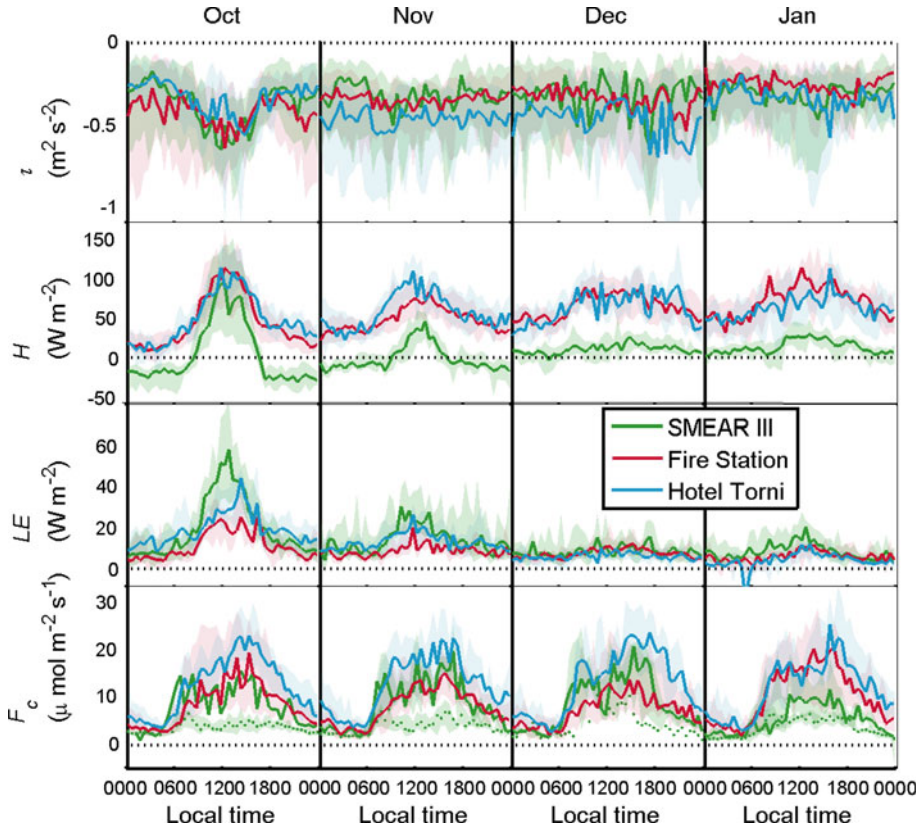 Oct Nov Dec Jan
0
-0.5
-1
τ
(m² s⁻²)
150
100
50
0
-50
H
(W m⁻²)
60
40
20
0
LE
(W m⁻²)
SMEAR III
Fire Station
Hotel Torni
30
20
10
0
F_c
(μ mol m⁻² s⁻¹)
0000 0600 1200 1800 0000 0600 1200 1800 0000 0600 1200 1800 0000 0600 1200 1800 0000
Local time Local time Local time Local time